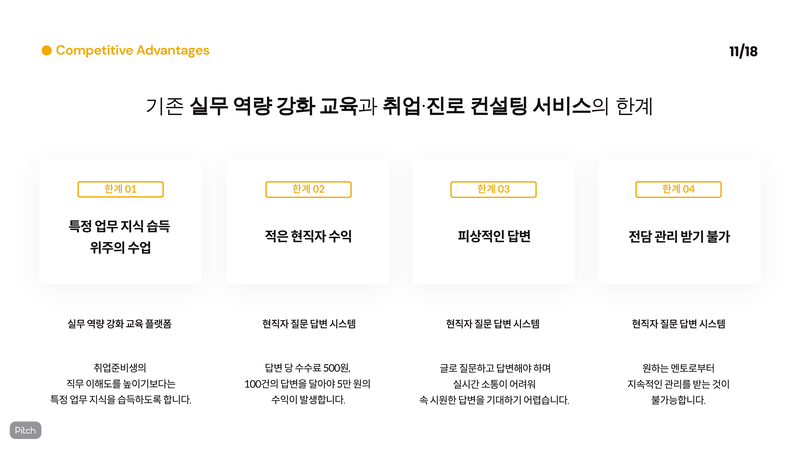 Competitive Advantages
11/18
기존 실무 역량 강화 교육과 취업·진로 컨설팅 서비스의 한계
한계 01
특정 업무 지식 습득
위주의 수업
실무 역량 강화 교육 플랫폼
취업준비생의
직무 이해도를 높이기보다는
특정 업무 지식을 습득하도록 합니다.
한계 02
적은 현직자 수익
현직자 질문 답변 시스템
답변 당 수수료 500원,
100건의 답변을 달아야 5만 원의
수익이 발생합니다.
한계 03
피상적인 답변
현직자 질문 답변 시스템
글로 질문하고 답변해야 하며
실시간 소통이 어려워
속 시원한 답변을 기대하기 어렵습니다.
한계 04
전담 관리 받기 불가
현직자 질문 답변 시스템
원하는 멘토로부터
지속적인 관리를 받는 것이
불가능합니다.
Pitch